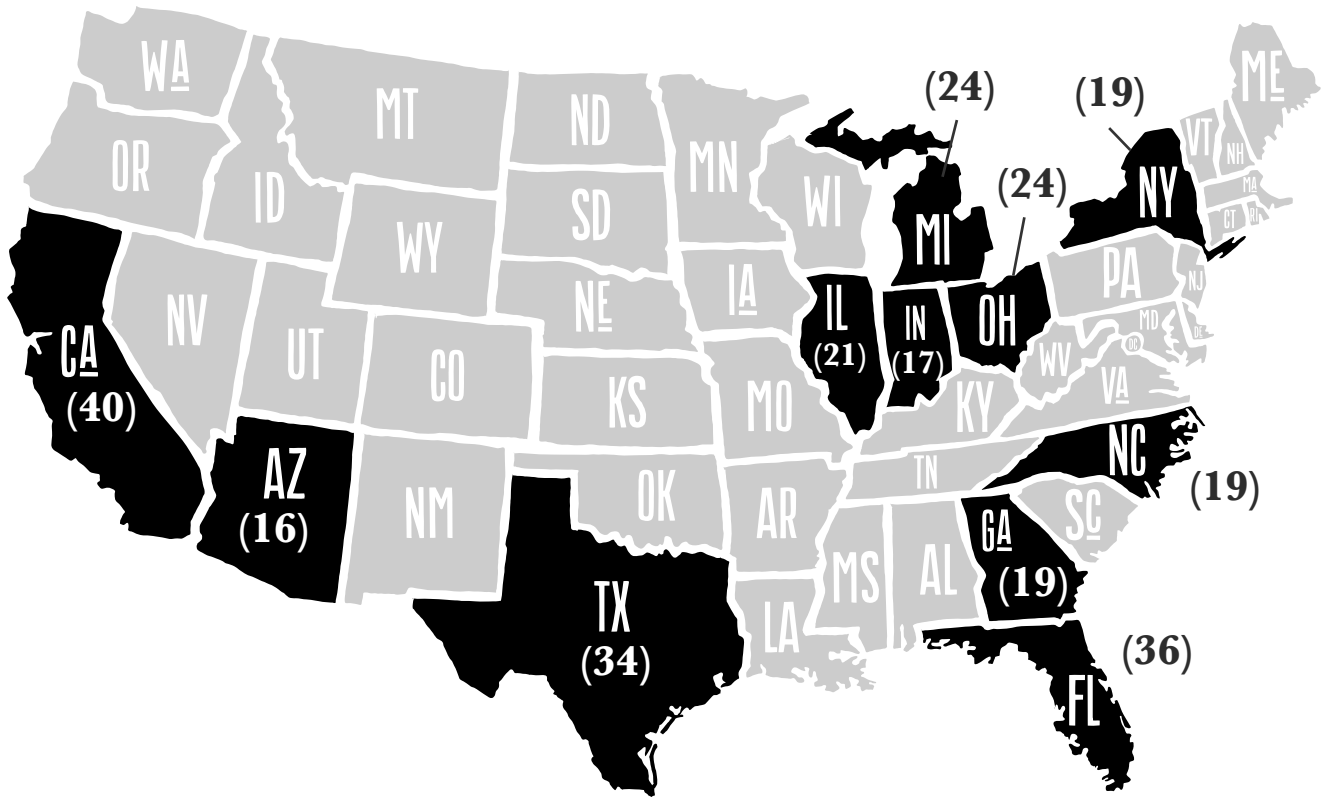 WA
MT
ND
MN
(24)
(19)
ME
VT
NH
OR
ID
SD
WI
(24)
NY
MA
CT
RI
WY
MI
PA
NJ
NV
NE
IA
IL
(21)
IN
(17)
OH
MD
DE
DC
CA
(40)
UT
CO
KS
MO
WV
VA
KY
AZ
(16)
NM
OK
AR
TN
NC
(19)
SC
GA
(19)
MS
AL
TX
(34)
LA
(36)
FL